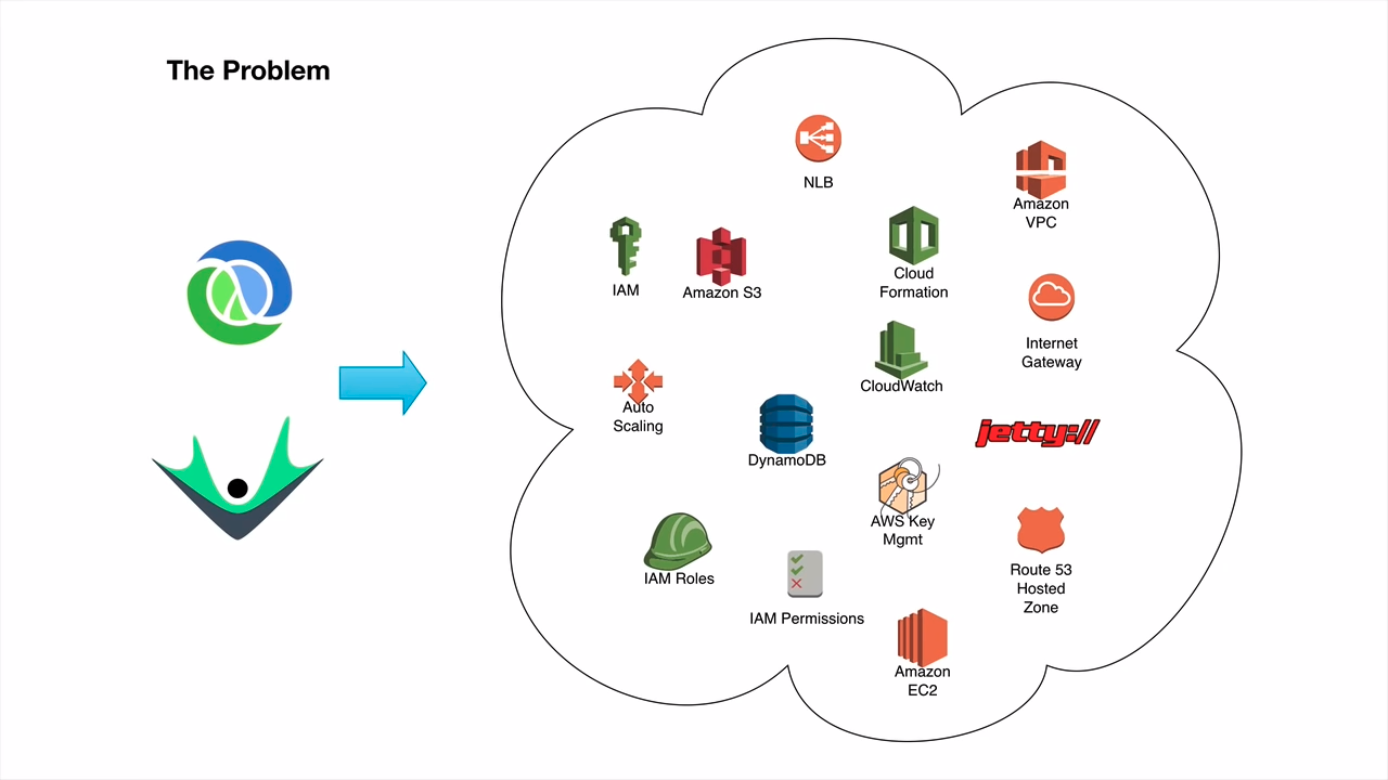 The Problem
NLB
Amazon
VPC
IAM
Amazon S3
Cloud
Formation
Internet
Gateway
CloudWatch
Auto
Scaling
DynamoDB
jetty://
AWS Key
Mgmt
IAM Roles
Route 53
Hosted
Zone
IAM Permissions
Amazon
EC2